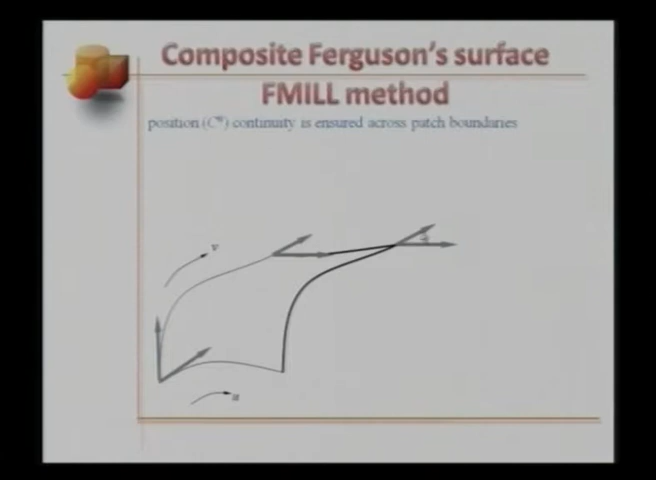 Composite Ferguson's surface
FMILL method
position (C⁰) continuity is ensured across patch boundaries
v
u